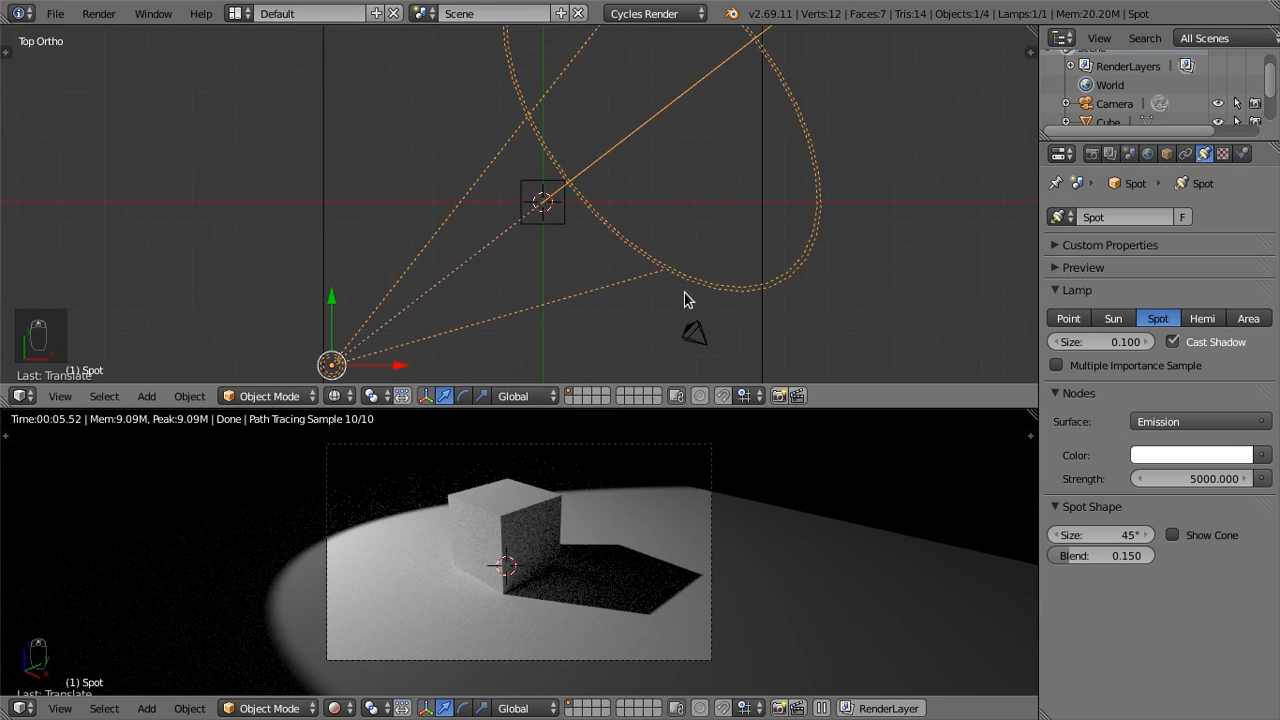 File Render Window Help Default Scene Cycles Render v2.69.11 | Verts:12 | Faces:7 | Tris:14 | Objects:1/4 | Lamps:1/1 | Mem:20.20M | Spot
Top Ortho
(1) Spot
Last: Translate
View Select Add Object Object Mode Global
Time:00:05.52 | Mem:9.09M, Peak:9.09M | Done | Path Tracing Sample 10/10
(1) Spot
Last: Translate
View Select Add Object Object Mode Global RenderLayer
View Search All Scenes
Scene
RenderLayers
World
Camera
Cube
Spot Spot
Spot F
Custom Properties
Preview
Lamp
Point Sun Spot Hemi Area
Size: 0.100 Cast Shadow
Multiple Importance Sample
Nodes
Surface: Emission
Color:
Strength: 5000.000
Spot Shape
Size: 45° Show Cone
Blend: 0.150